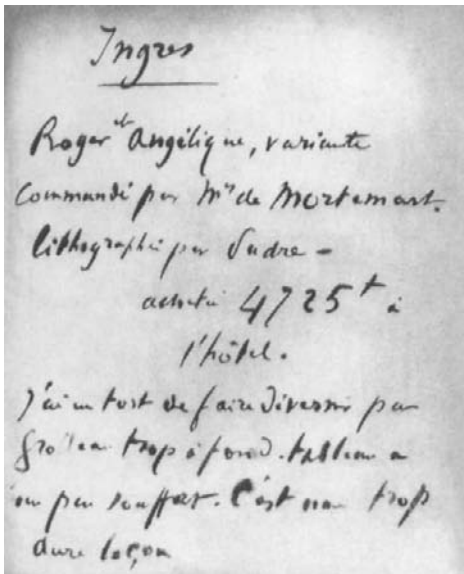 Ingres
Roger et Angélique, variante
Commandé par Mr de Mortemart.
lithographié par Sudre –
acheté 4725 f à
l'hôtel.
J'ai eu tort de faire dévernir par
trop à fond. tableau a
un peu souffert. C'est une trop
dure leçon